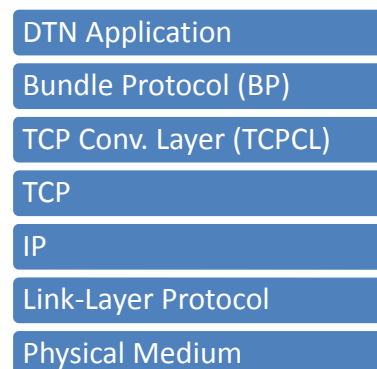 DTN Application
Bundle Protocol (BP)
TCP Conv. Layer (TCPCL)
TCP
IP
Link-Layer Protocol
Physical Medium